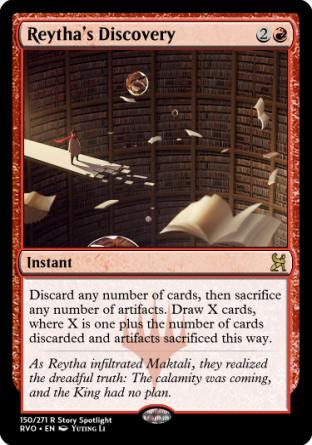 Reytha's Discovery 2
Instant
Discard any number of cards, then sacrifice
any number of artifacts. Draw X cards,
where X is one plus the number of cards
discarded and artifacts sacrificed this way.
As Reytha infiltrated Maktali, they realized
the dreadful truth: The calamity was coming,
and the King had no plan.
150/271 R Story Spotlight
RVO • EN Yuting Li